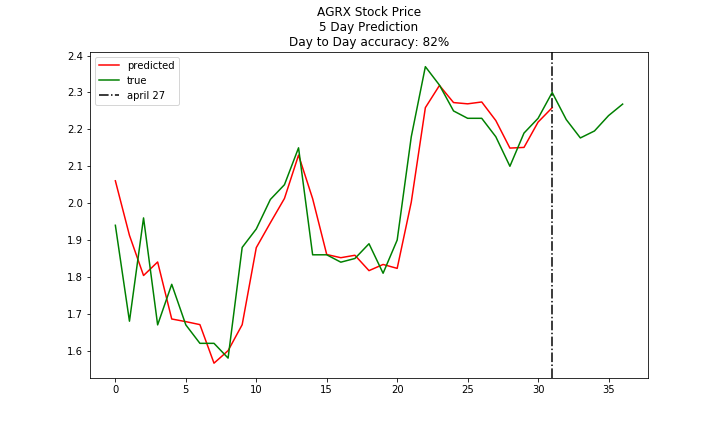 AGRX Stock Price
5 Day Prediction
Day to Day accuracy: 82%
predicted
true
april 27
2.4
2.3
2.2
2.1
2.0
1.9
1.8
1.7
1.6
0 5 10 15 20 25 30 35